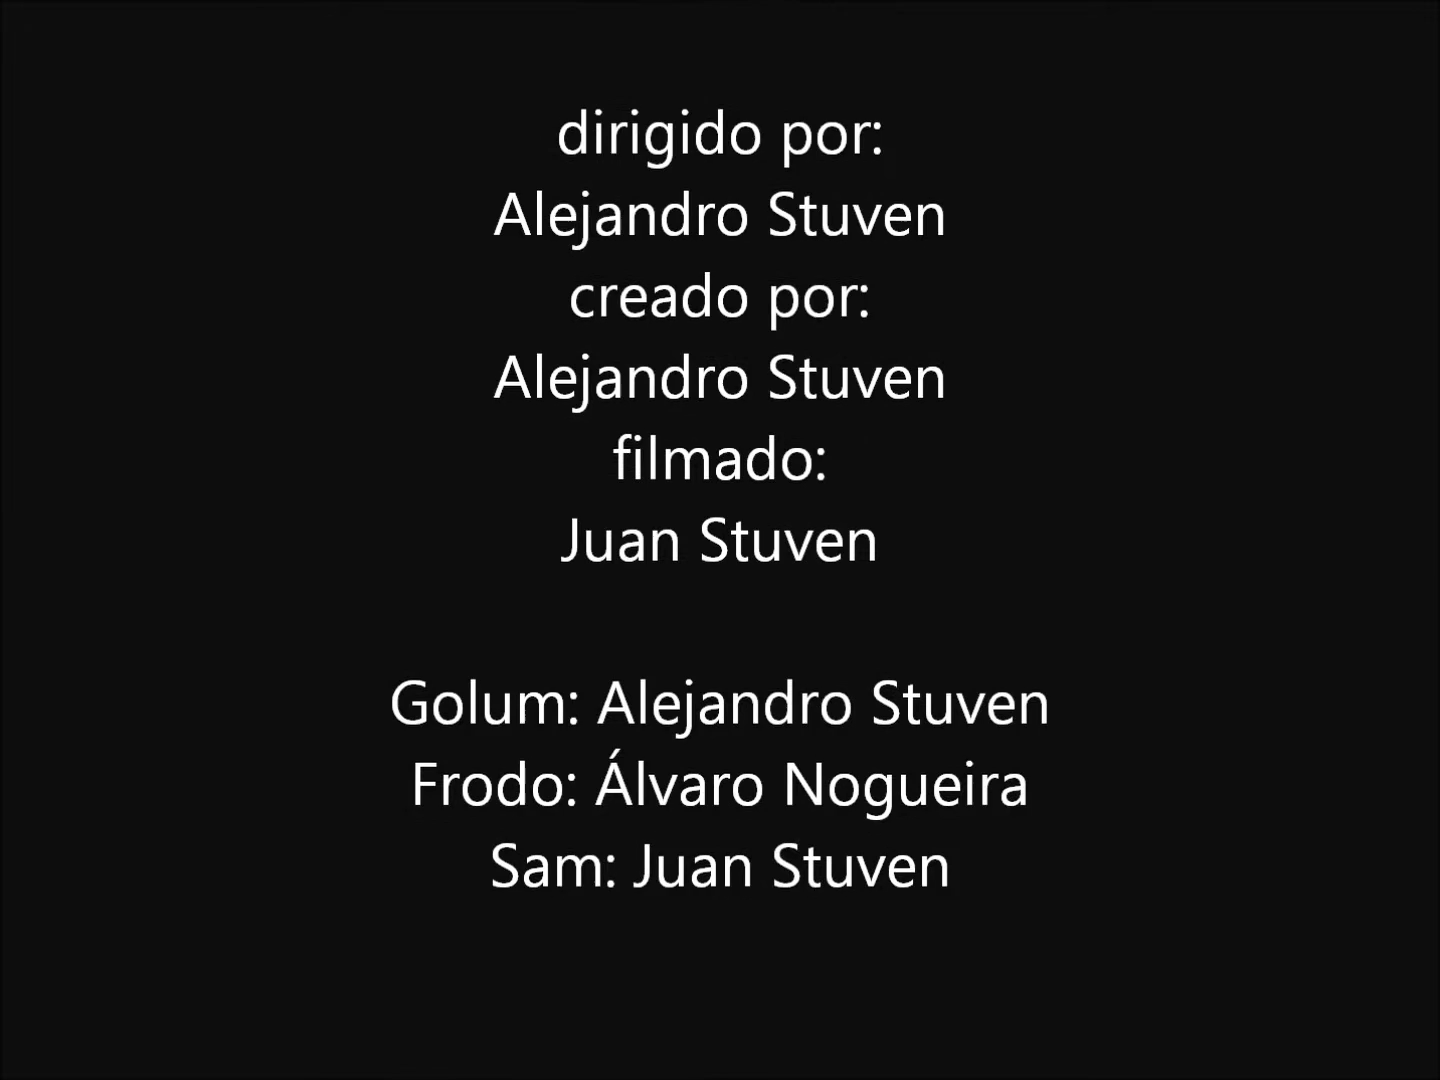 dirigido por:
Alejandro Stuven
creado por:
Alejandro Stuven
filmado:
Juan Stuven
Golum: Alejandro Stuven
Frodo: Álvaro Nogueira
Sam: Juan Stuven